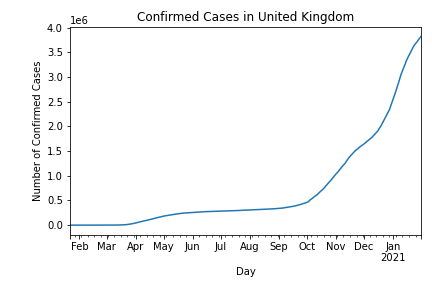 Confirmed Cases in United Kingdom
1e6
4.0
3.5
3.0
2.5
2.0
1.5
1.0
0.5
0.0
Number of Confirmed Cases
Feb Mar Apr May Jun Jul Aug Sep Oct Nov Dec Jan
2021
Day